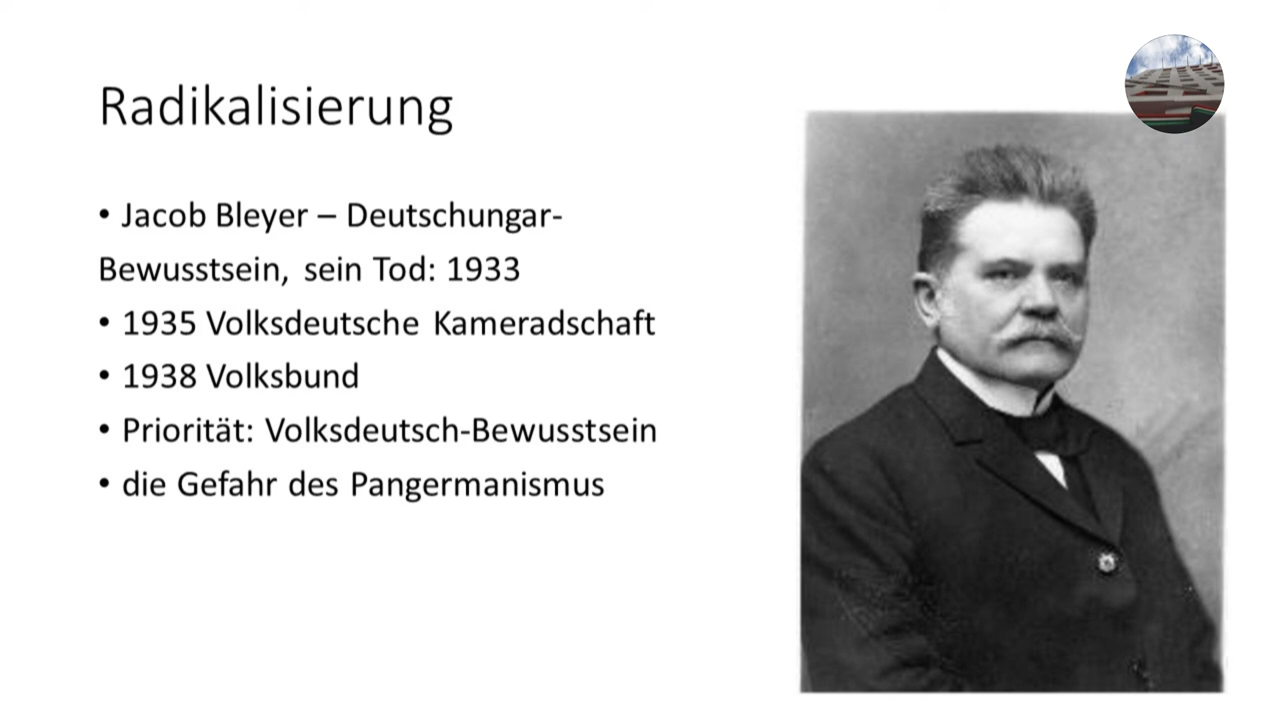 Radikalisierung
• Jacob Bleyer – Deutschungar-
Bewusstsein, sein Tod: 1933
• 1935 Volksdeutsche Kameradschaft
• 1938 Volksbund
• Priorität: Volksdeutsch-Bewusstsein
• die Gefahr des Pangermanismus